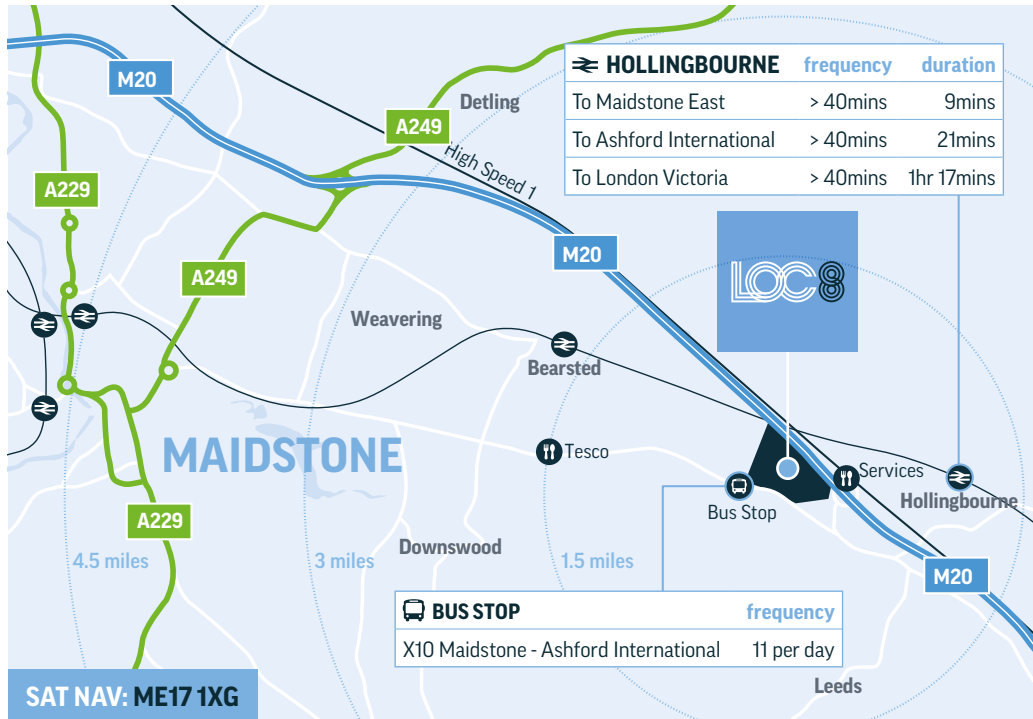 M20
A249
Detling
High Speed 1
HOLLINGBOURNE frequency duration
To Maidstone East > 40mins 9mins
To Ashford International > 40mins 21mins
To London Victoria > 40mins 1hr 17mins
A229
A249
M20
LOC8
Weavering
Bearsted
MAIDSTONE
Tesco
Services
Bus Stop
Hollingbourne
A229
Downswood
4.5 miles
3 miles
1.5 miles
M20
BUS STOP frequency
X10 Maidstone - Ashford International 11 per day
Leeds
SAT NAV: ME17 1XG